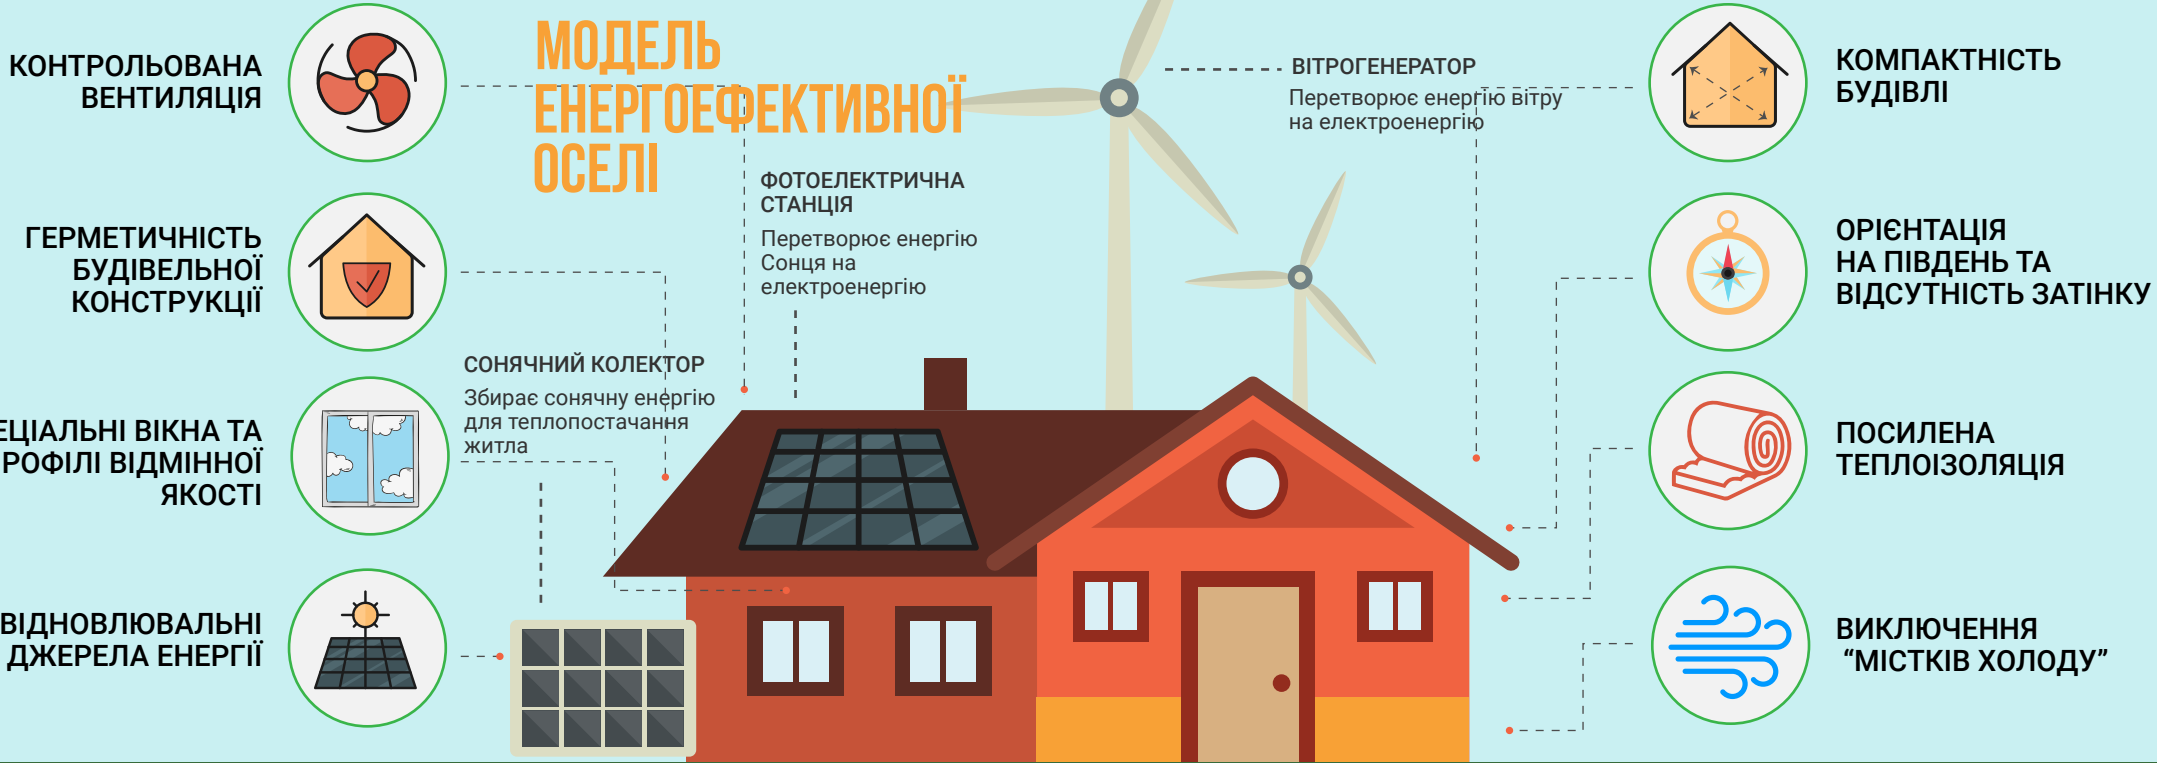 КОНТРОЛЬОВАНА
ВЕНТИЛЯЦІЯ
ГЕРМЕТИЧНІСТЬ
БУДІВЕЛЬНОЇ
КОНСТРУКЦІЇ
ЕЦІАЛЬНІ ВІКНА ТА
РОФІЛІ ВІДМІННОЇ
ЯКОСТІ
ВІДНОВЛЮВАЛЬНІ
ДЖЕРЕЛА ЕНЕРГІЇ
МОДЕЛЬ
ЕНЕРГОЕФЕКТИВНОЇ
ОСЕЛІ
ФОТОЕЛЕКТРИЧНА
СТАНЦІЯ
Перетворює енергію
Сонця на
електроенергію
СОНЯЧНИЙ КОЛЕКТОР
Збирає сонячну енергію
для теплопостачання
житла
ВІТРОГЕНЕРАТОР
Перетворює енергію вітру
на електроенергію
КОМПАКТНІСТЬ
БУДІВЛІ
ОРІЄНТАЦІЯ
НА ПІВДЕНЬ ТА
ВІДСУТНІСТЬ ЗАТІНКУ
ПОСИЛЕНА
ТЕПЛОІЗОЛЯЦІЯ
ВИКЛЮЧЕННЯ
“МІСТКІВ ХОЛОДУ”